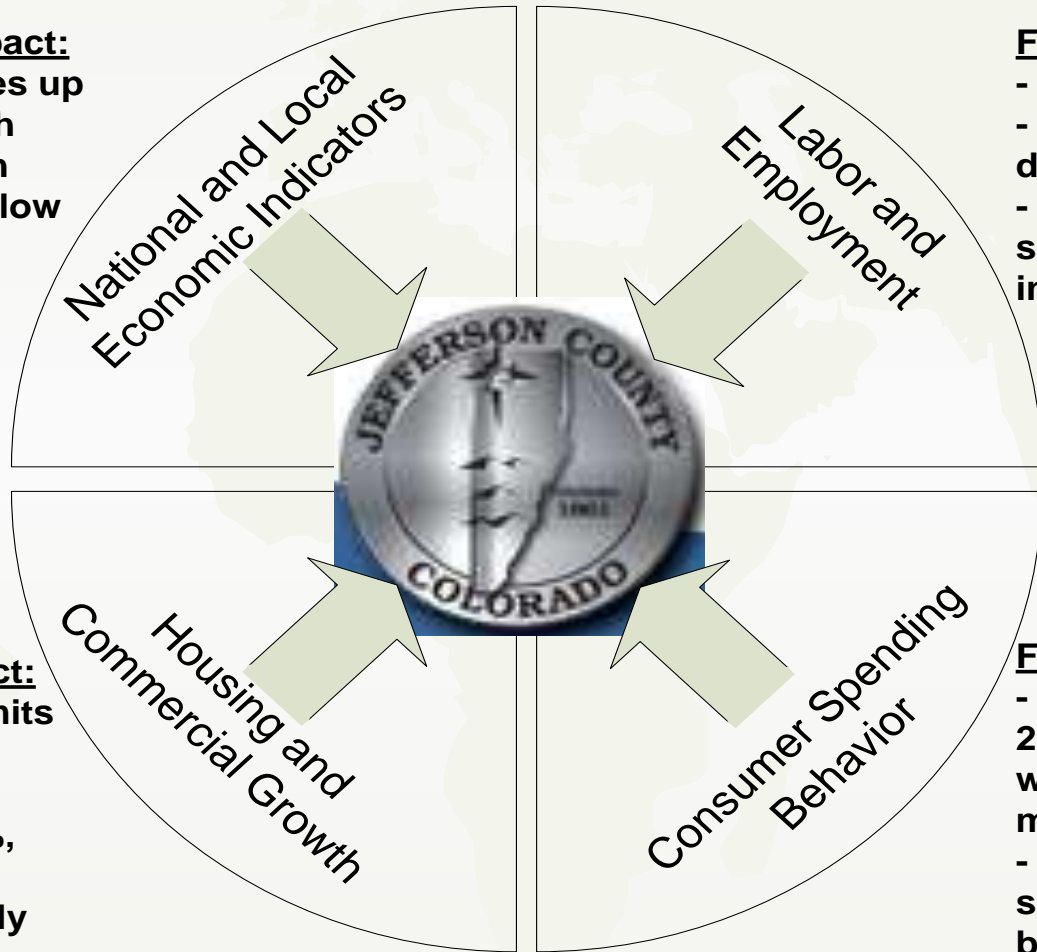 pact:
es up
h
n
low
National and Local
Economic Indicators
Labor and
Employment
F
-
-
d
-
s
in
JEFFERSON COUNTY
COLORADO
ct:
nits
,
ly
Housing and
Commercial Growth
Consumer Spending
Behavior
F
-
2
w
m
-
s
b